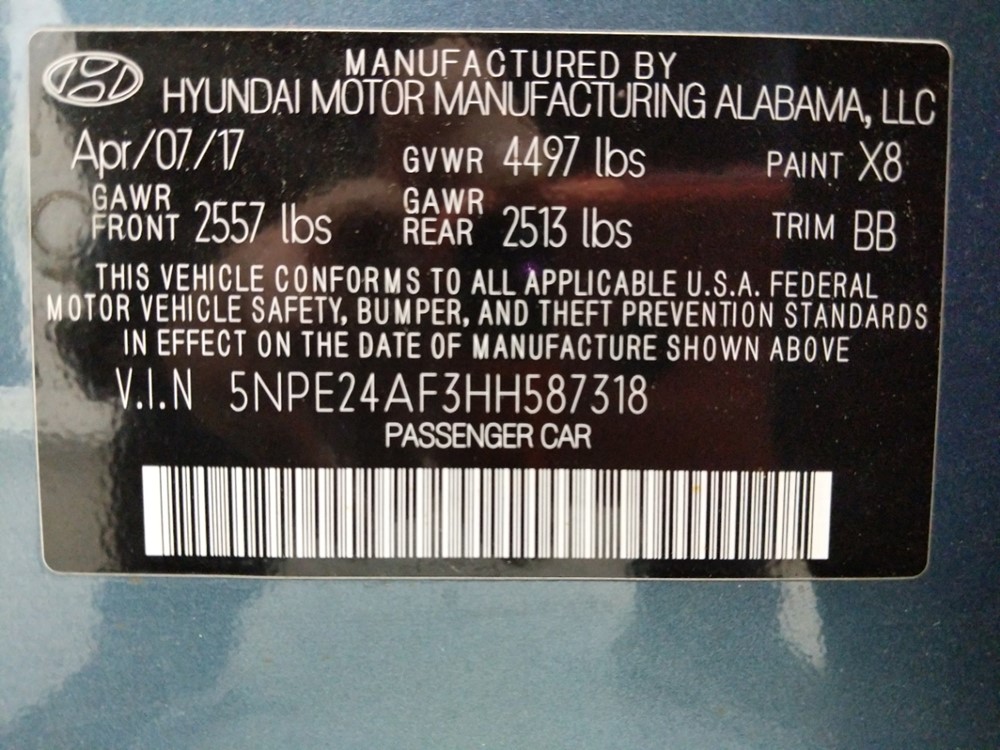 MANUFACTURED BY
HYUNDAI MOTOR MANUFACTURING ALABAMA, LLC
Apr/07/17 GVWR 4497 lbs PAINT X8
GAWR FRONT 2557 lbs GAWR REAR 2513 lbs TRIM BB
THIS VEHICLE CONFORMS TO ALL APPLICABLE U.S.A. FEDERAL
MOTOR VEHICLE SAFETY, BUMPER, AND THEFT PREVENTION STANDARDS
IN EFFECT ON THE DATE OF MANUFACTURE SHOWN ABOVE
V.I.N 5NPE24AF3HH587318
PASSENGER CAR